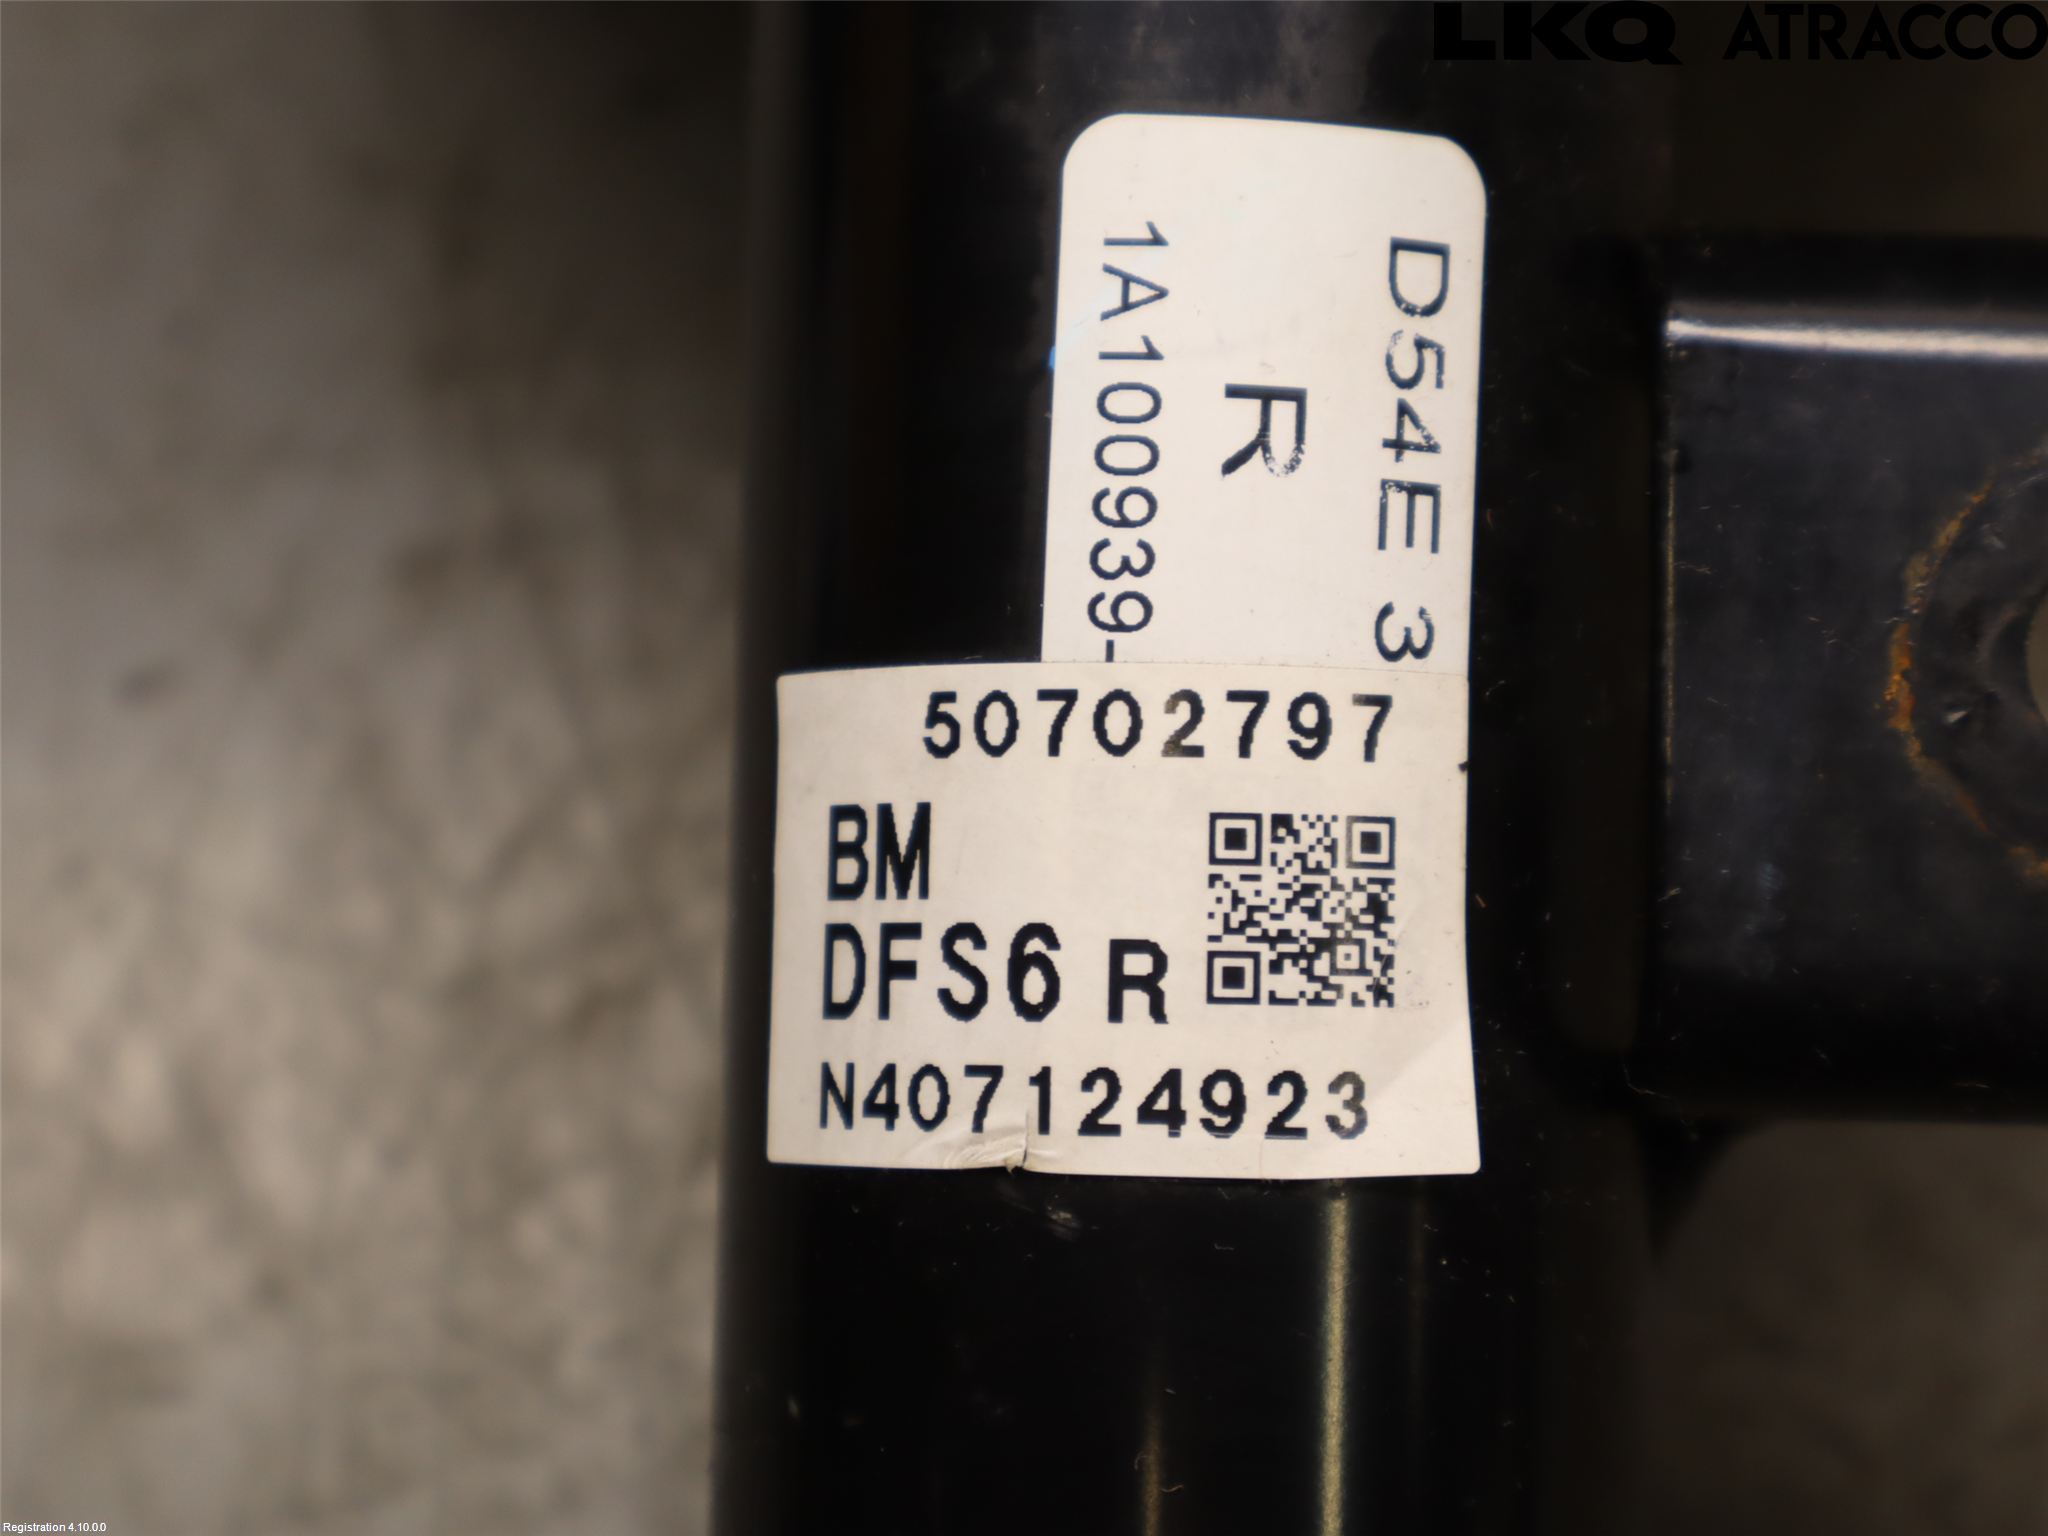 LKQ ATRACCO
D54E 3
R
1A100939-
50702797
BM
DFS6 R
N407124923
Registration 4.10.0.0